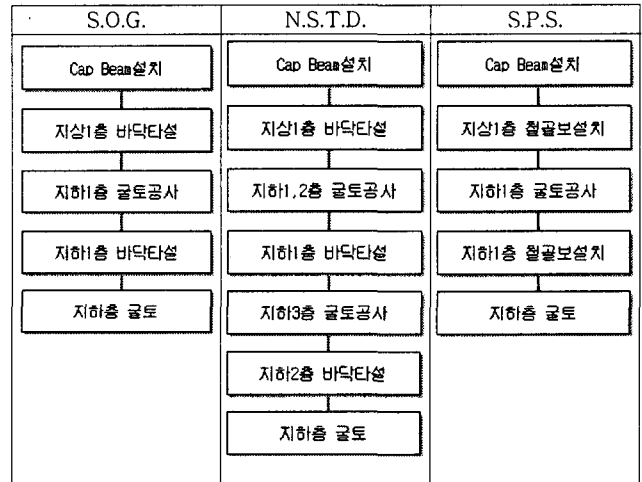 S.O.G.
N.S.T.D.
S.P.S.
Cap Beam설치
지상1층 바닥타설
지하1층 굴토공사
지하1층 바닥타설
지하층 굴토
Cap Beam설치
지상1층 바닥타설
지하1,2층 굴토공사
지하1층 바닥타설
지하3층 굴토공사
지하2층 바닥타설
지하층 굴토
Cap Beam설치
지상1층 철골보설치
지하1층 굴토공사
지하1층 철골보설치
지하층 굴토